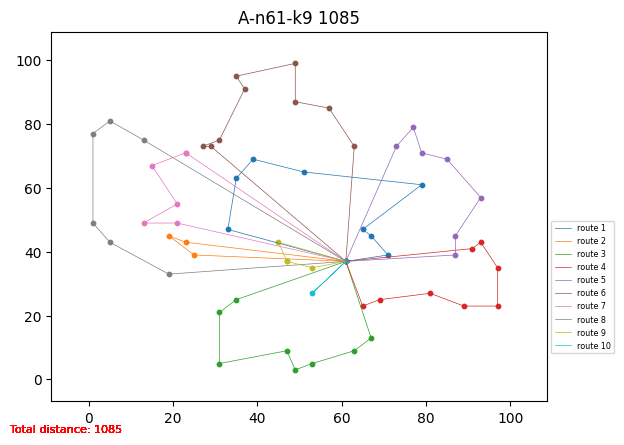 A-n61-k9 1085
100
80
60
40
20
0
0 20 40 60 80 100
route 1
route 2
route 3
route 4
route 5
route 6
route 7
route 8
route 9
route 10
Total distance: 1085